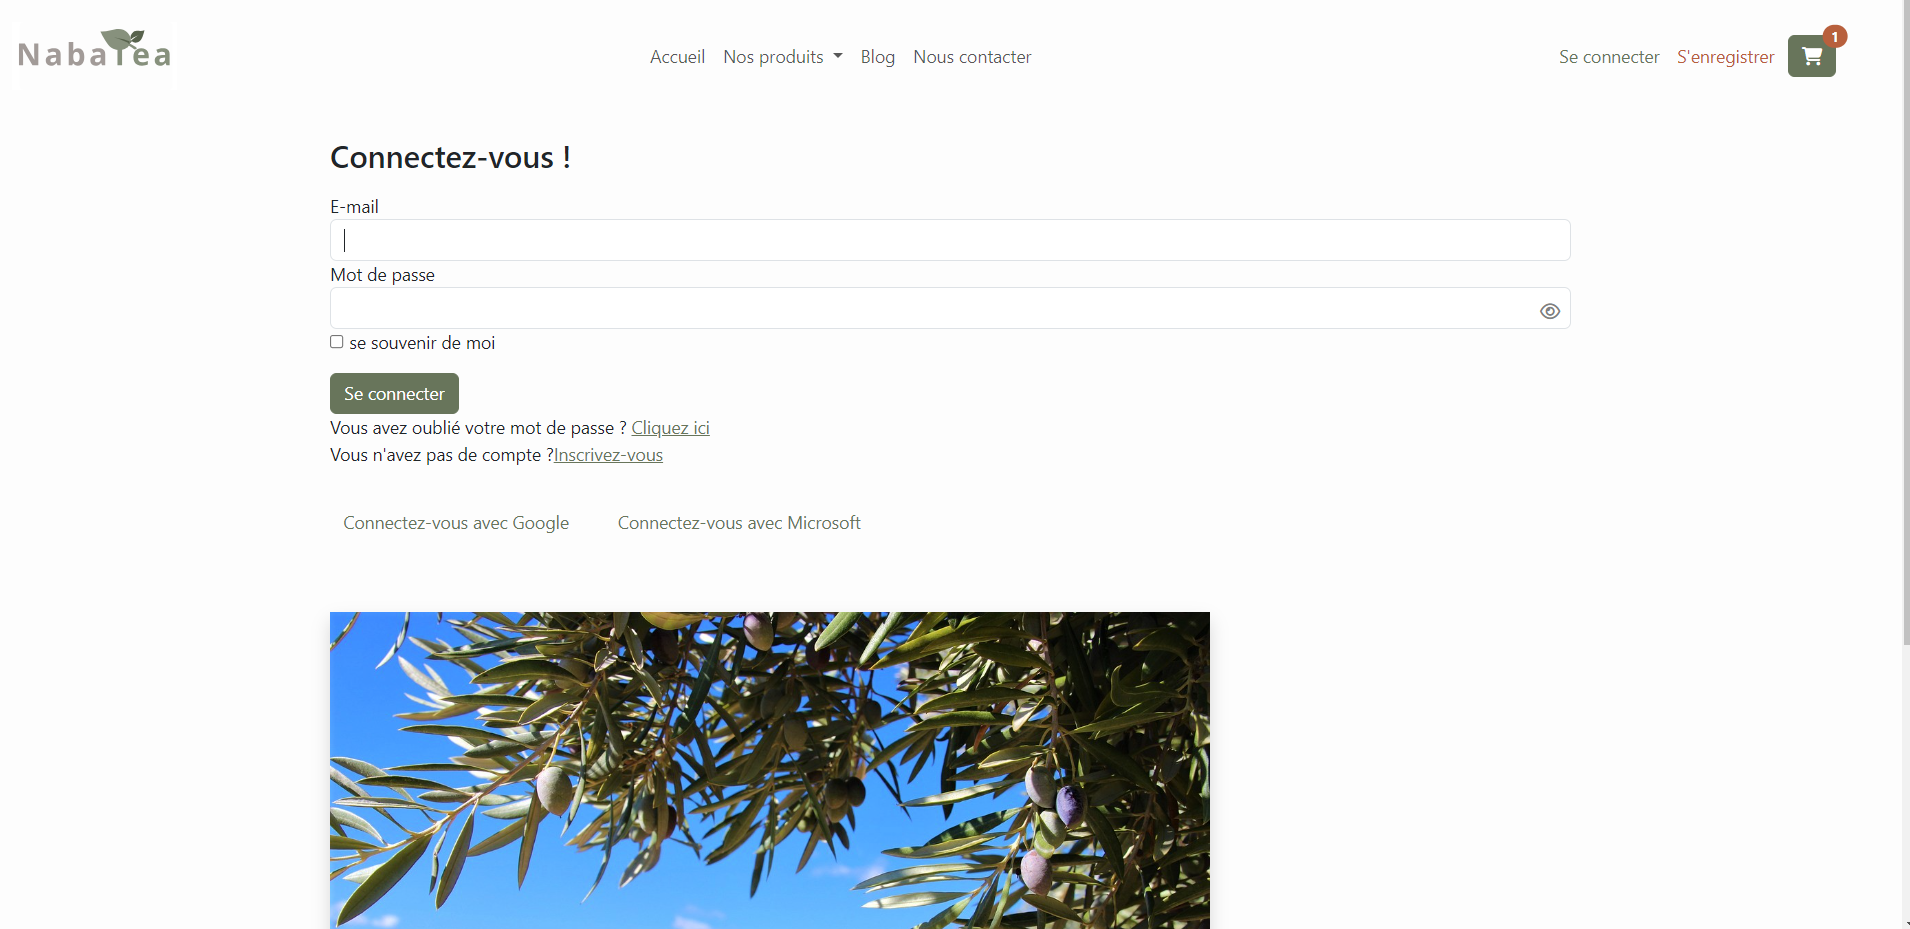 NabaTea
Accueil Nos produits Blog Nous contacter
Se connecter S'enregistrer 1
Connectez-vous !
E-mail
Mot de passe
se souvenir de moi
Se connecter
Vous avez oublié votre mot de passe ? Cliquez ici
Vous n'avez pas de compte ?Inscrivez-vous
Connectez-vous avec Google Connectez-vous avec Microsoft